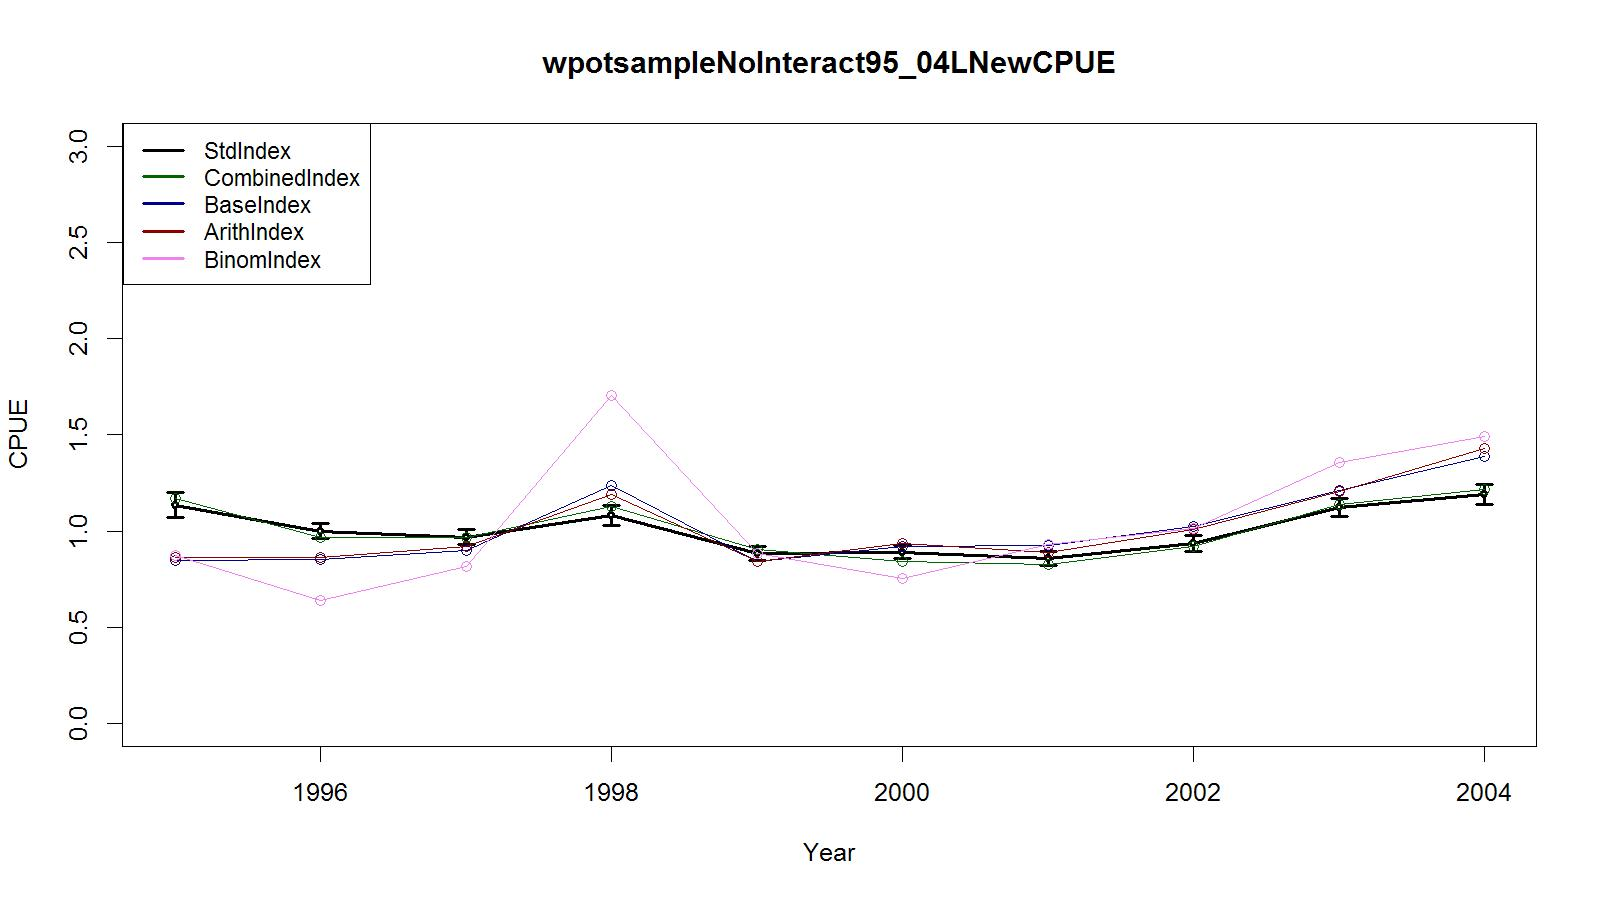 wpotsampleNoInteract95_04LNewCPUE
StdIndex
CombinedIndex
BaseIndex
ArithIndex
BinomIndex
3.0
2.5
2.0
1.5
1.0
0.5
0.0
CPUE
1996 1998 2000 2002 2004
Year